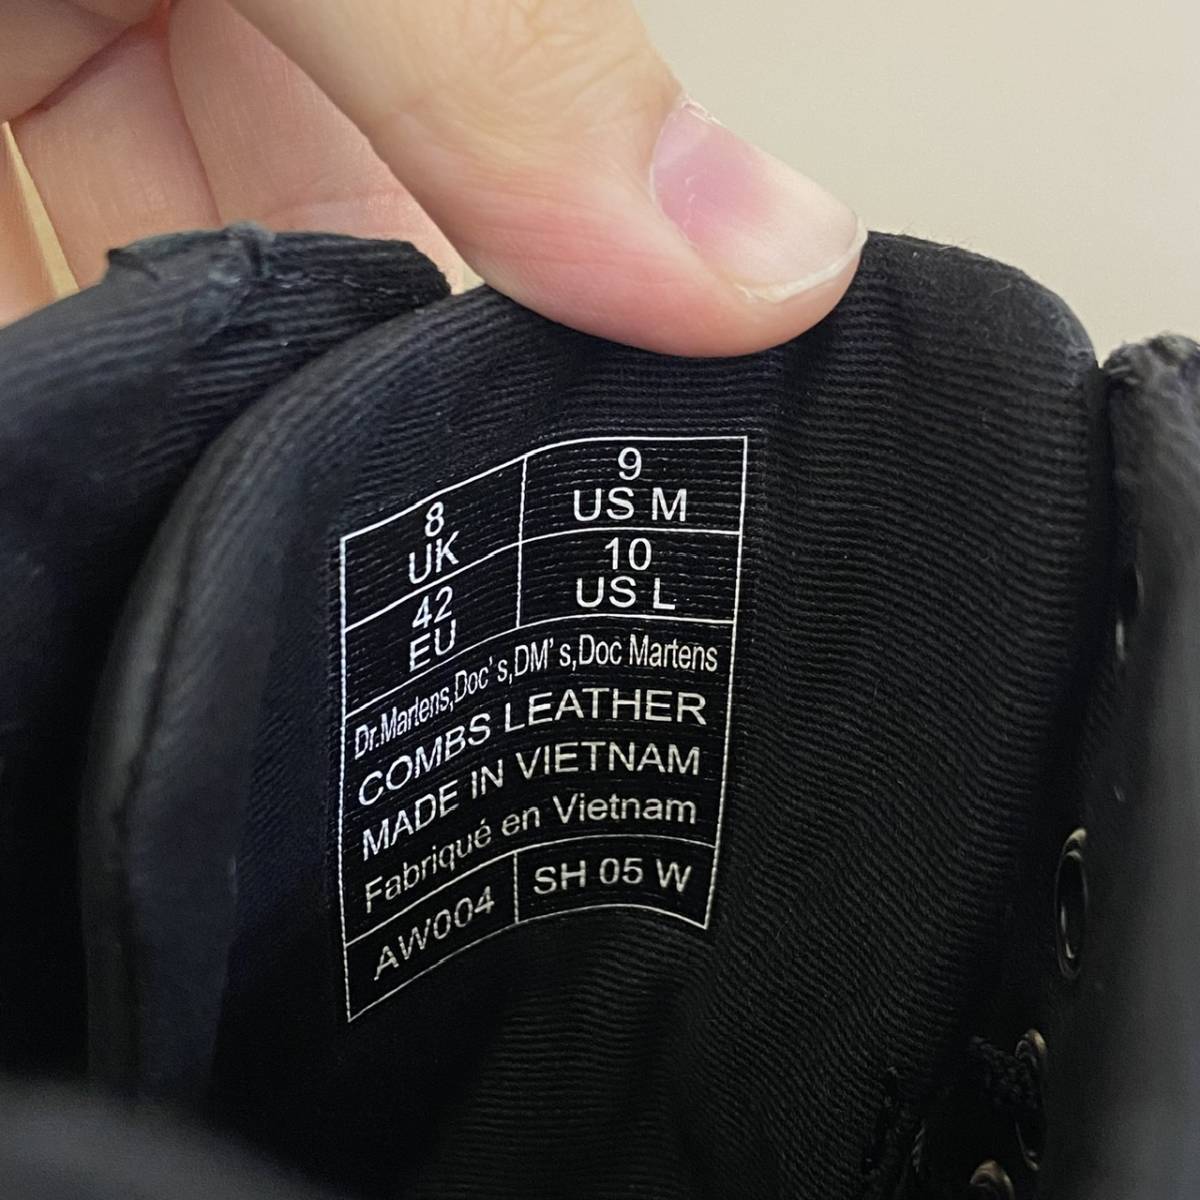 8
UK
9
US M
42
EU
10
US L
Dr.Martens,Doc's,DM's,Doc Martens
COMBS LEATHER
MADE IN VIETNAM
Fabriqué en Vietnam
AW004
SH 05 W